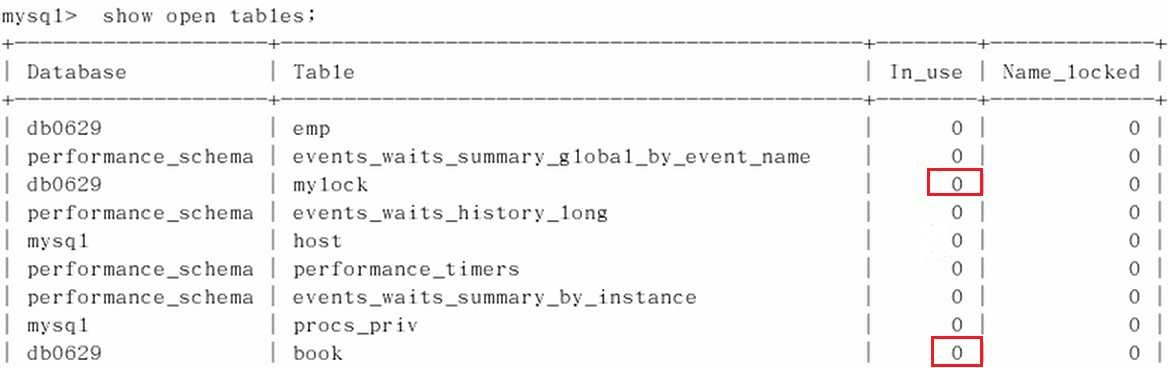 mysql> show open tables;
+---------------------+------------------------------------------------+--------+-------------+
| Database | Table | In_use | Name_locked |
+---------------------+------------------------------------------------+--------+-------------+
| db0629 | emp | 0 | 0 |
| performance_schema | events_waits_summary_global_by_event_name | 0 | 0 |
| db0629 | mylock | 0 | 0 |
| performance_schema | events_waits_history_long | 0 | 0 |
| mysql | host | 0 | 0 |
| performance_schema | performance_timers | 0 | 0 |
| performance_schema | events_waits_summary_by_instance | 0 | 0 |
| mysql | procs_priv | 0 | 0 |
| db0629 | book | 0 | 0 |